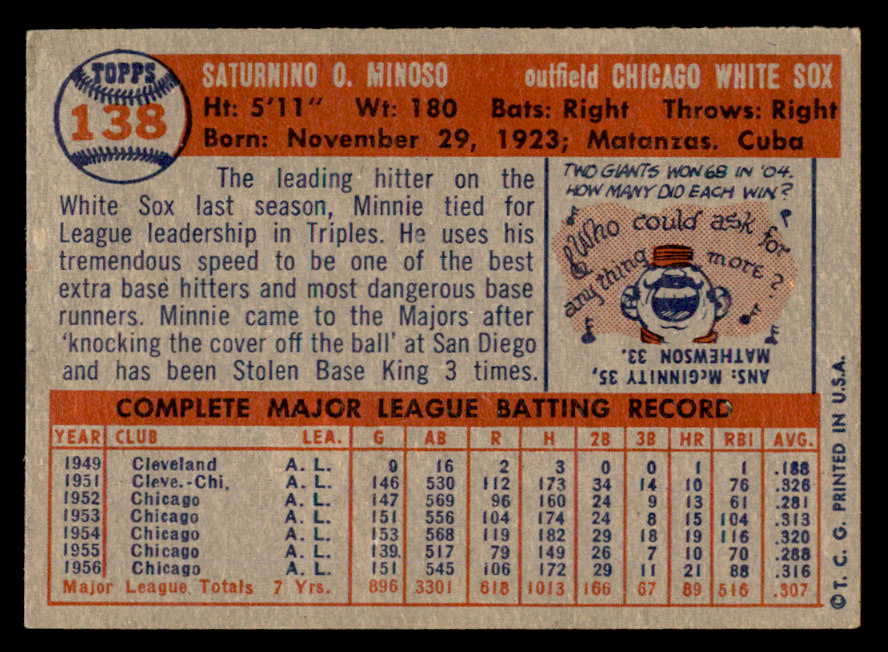 TOPPS
138
SATURNINO O. MINOSO outfield CHICAGO WHITE SOX
Ht: 5'11" Wt: 180 Bats: Right Throws: Right
Born: November 29, 1923; Matanzas, Cuba
The leading hitter on the
White Sox last season, Minnie tied for
League leadership in Triples. He uses his
tremendous speed to be one of the best
extra base hitters and most dangerous base
runners. Minnie came to the Majors after
'knocking the cover off the ball' at San Diego
and has been Stolen Base King 3 times.
TWO GIANTS WON 68 IN '04.
HOW MANY DID EACH WIN?
Who could ask for
anything more?
ANS: McGINNITY 35,
MATHEWSON 33.
COMPLETE MAJOR LEAGUE BATTING RECORD
YEAR CLUB LEA. G AB R H 2B 3B HR RBI AVG.
1949 Cleveland A. L. 9 16 2 3 0 0 1 1 .188
1951 Cleve.-Chi. A. L. 146 530 112 173 34 14 10 76 .326
1952 Chicago A. L. 147 569 96 160 24 9 13 61 .281
1953 Chicago A. L. 151 556 104 174 24 8 15 104 .313
1954 Chicago A. L. 153 568 119 182 29 18 19 116 .320
1955 Chicago A. L. 139. 517 79 149 26 7 10 70 .288
1956 Chicago A. L. 151 545 106 172 29 11 21 88 .316
Major League Totals 7 Yrs. 896 3301 618 1013 166 67 89 516 .307
©T. C. G. PRINTED IN U.S.A.